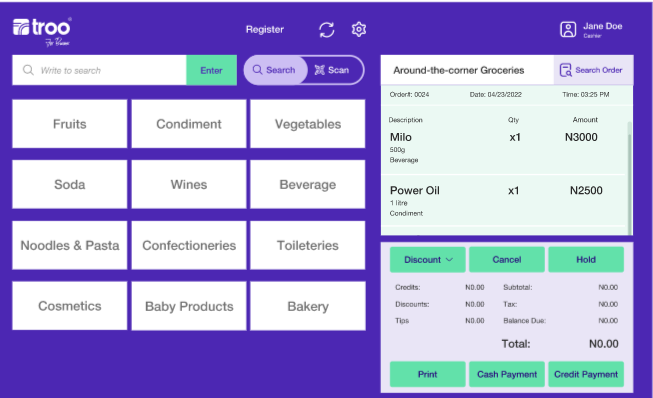 troo
For Business
Register
Jane Doe
Cashier
Write to search
Enter
Search
Scan
Around-the-corner Groceries
Search Order
Order#: 0024 Date: 04/23/2022 Time: 03:25 PM
Description Qty Amount
Milo x1 N3000
500g
Beverage
Power Oil x1 N2500
1 litre
Condiment
Fruits Condiment Vegetables
Soda Wines Beverage
Noodles & Pasta Confectioneries Toileteries
Cosmetics Baby Products Bakery
Discount Cancel Hold
Credits: N0.00 Subtotal: N0.00
Discounts: N0.00 Tax: N0.00
Tips N0.00 Balance Due: N0.00
Total: N0.00
Print Cash Payment Credit Payment